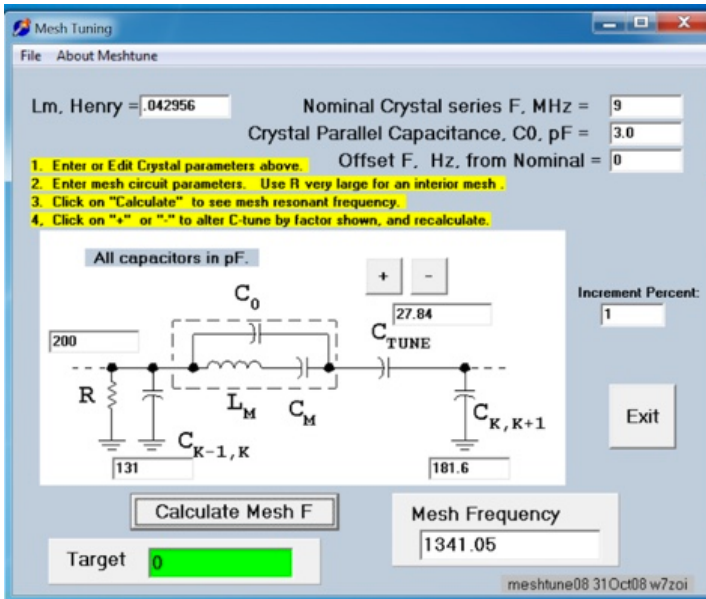 Mesh Tuning
File About Meshtune
Lm, Henry = .042956
Nominal Crystal series F, MHz = 9
Crystal Parallel Capacitance, C0, pF = 3.0
Offset F, Hz, from Nominal = 0
1. Enter or Edit Crystal parameters above.
2. Enter mesh circuit parameters. Use R very large for an interior mesh .
3. Click on "Calculate" to see mesh resonant frequency.
4, Click on "+" or "-" to alter C-tune by factor shown, and recalculate.
All capacitors in pF.
+ -
Increment Percent:
1
C0
27.84
CTUNE
200
R
LM
CM
CK-1,K
CK,K+1
131
181.6
Exit
Calculate Mesh F
Mesh Frequency
1341.05
Target 0
meshtune08 31Oct08 w7zoi